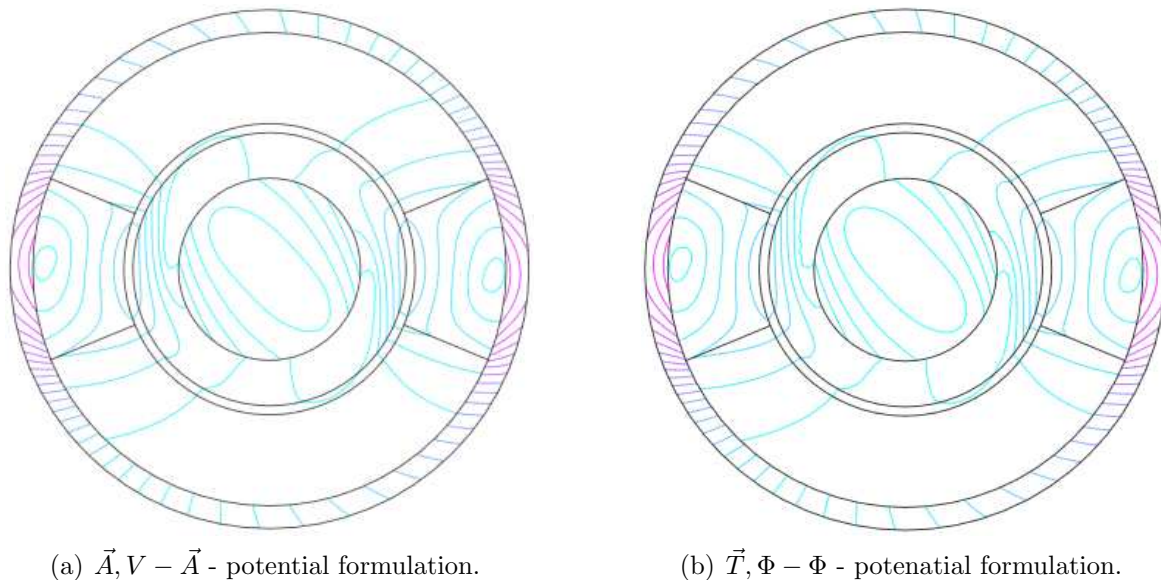 (a) $\vec{A}, V - \vec{A}$ - potential formulation.
(b) $\vec{T}, \Phi - \Phi$ - potenatial formulation.